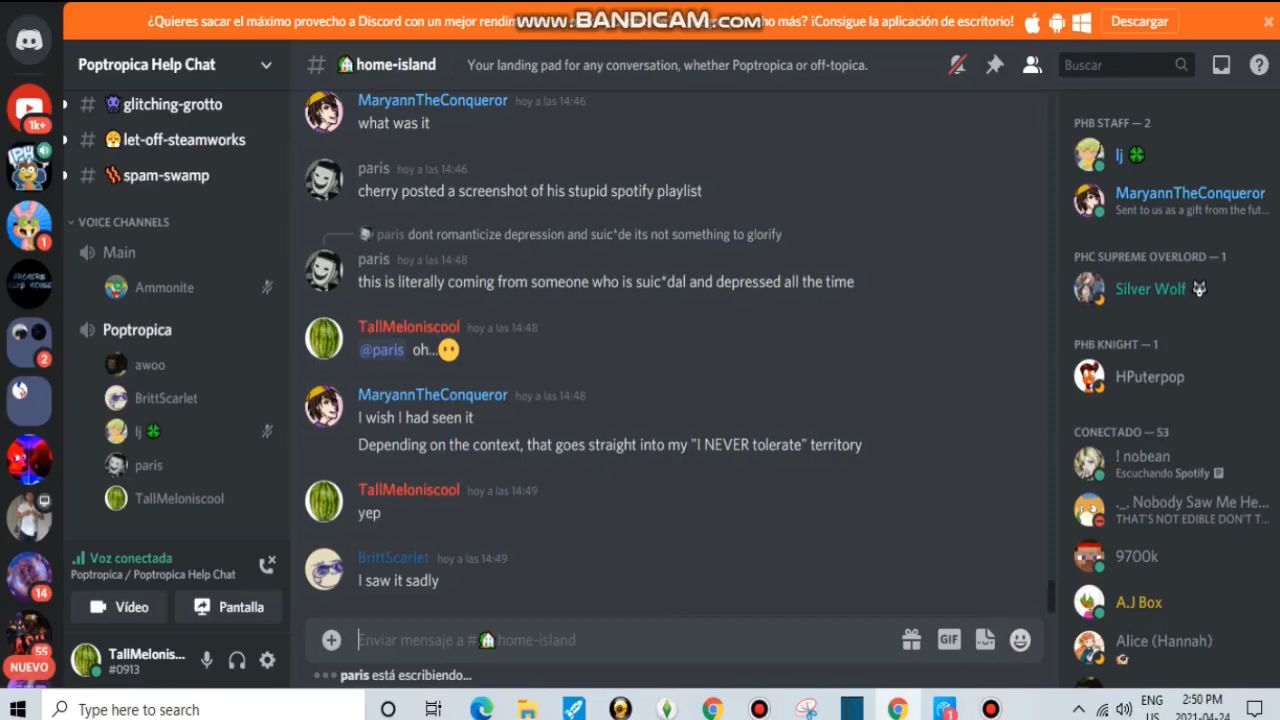 ¿Quieres sacar el máximo provecho a Discord con un mejor rendim
www.BANDICAM.com
ho más? ¡Consigue la aplicación de escritorio!
Descargar
Poptropica Help Chat
home-island
Your landing pad for any conversation, whether Poptropica or off-topica.
Buscar
glitching-grotto
let-off-steamworks
spam-swamp
VOICE CHANNELS
Main
Ammonite
Poptropica
awoo
BrittScarlet
lj
paris
TallMeloniscool
Voz conectada
Poptropica / Poptropica Help Chat
Vídeo
Pantalla
TallMelonis...
#0913
1K+
1
2
14
55
NUEVO
MaryannTheConqueror hoy a las 14:46
what was it
paris hoy a las 14:46
cherry posted a screenshot of his stupid spotify playlist
paris dont romanticize depression and suic*de its not something to glorify
paris hoy a las 14:48
this is literally coming from someone who is suic*dal and depressed all the time
TallMeloniscool hoy a las 14:48
@paris oh...
MaryannTheConqueror hoy a las 14:48
I wish I had seen it
Depending on the context, that goes straight into my "I NEVER tolerate" territory
TallMeloniscool hoy a las 14:49
yep
BrittScarlet hoy a las 14:49
I saw it sadly
Enviar mensaje a # home-island
GIF
paris está escribiendo...
PHB STAFF — 2
lj
MaryannTheConqueror
Sent to us as a gift from the fut...
PHC SUPREME OVERLORD — 1
Silver Wolf
PHB KNIGHT — 1
HPuterpop
CONECTADO — 53
! nobean
Escuchando Spotify
._. Nobody Saw Me He...
THAT'S NOT EDIBLE DON'T T...
9700k
A.J Box
Alice (Hannah)
Type here to search
1
ENG
US
2:50 PM
2021-04-24